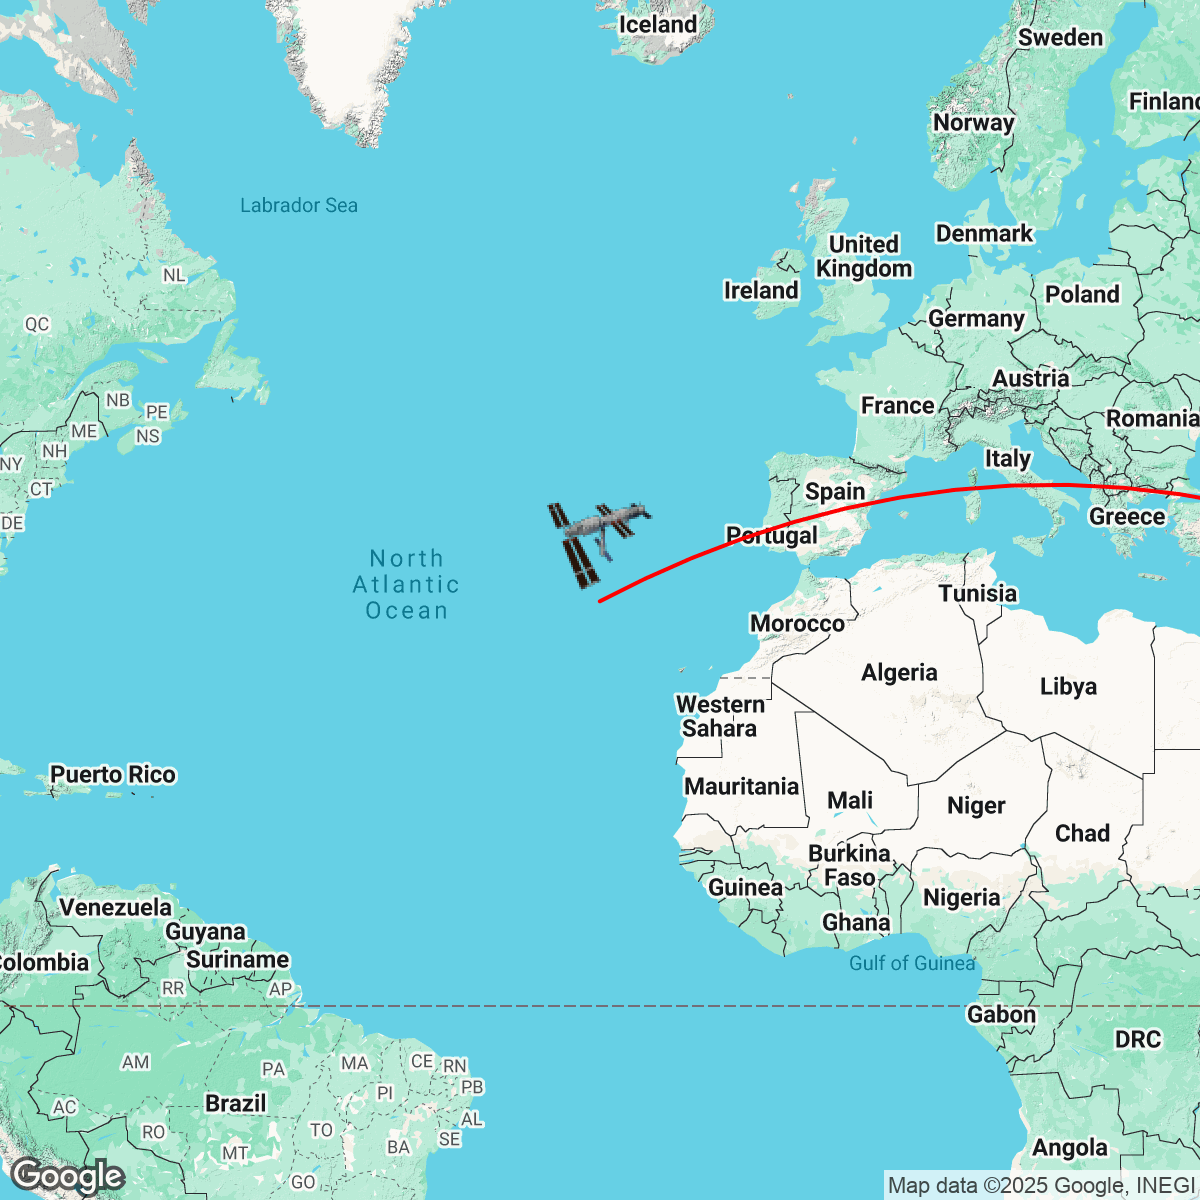 Iceland
Sweden
Finlan
Norway
Labrador Sea
Denmark
United
Kingdom
NL
Ireland
Poland
QC
Germany
Austria
NB
France
PE
Romania
ME
NS
NH
Italy
NY
CT
Spain
DE
Greece
Portugal
North
Atlantic
Ocean
Tunisia
Morocco
Algeria
Libya
Western
Sahara
Puerto Rico
Mauritania
Mali
Niger
Chad
Burkina
Faso
Guinea
Nigeria
Venezuela
Ghana
Guyana
Suriname
Colombia
Gulf of Guinea
RR
AP
Gabon
DRC
AM
PA
MA
CE
RN
PI
PB
AC
Brazil
AL
RO
TO
SE
MT
BA
Angola
GO
Google
Map data ©2025 Google, INEGI